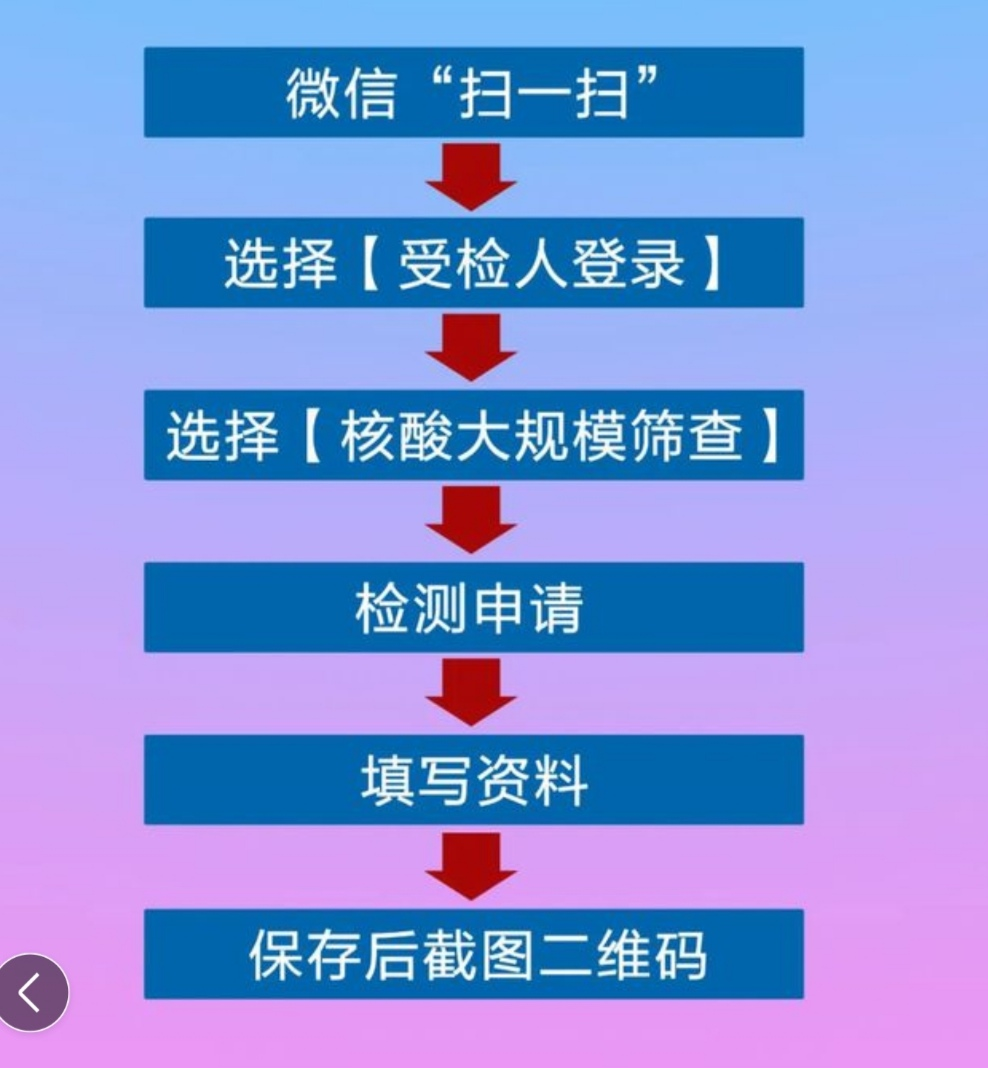 微信“扫一扫”
选择【受检人登录】
选择【核酸大规模筛查】
检测申请
填写资料
保存后截图二维码